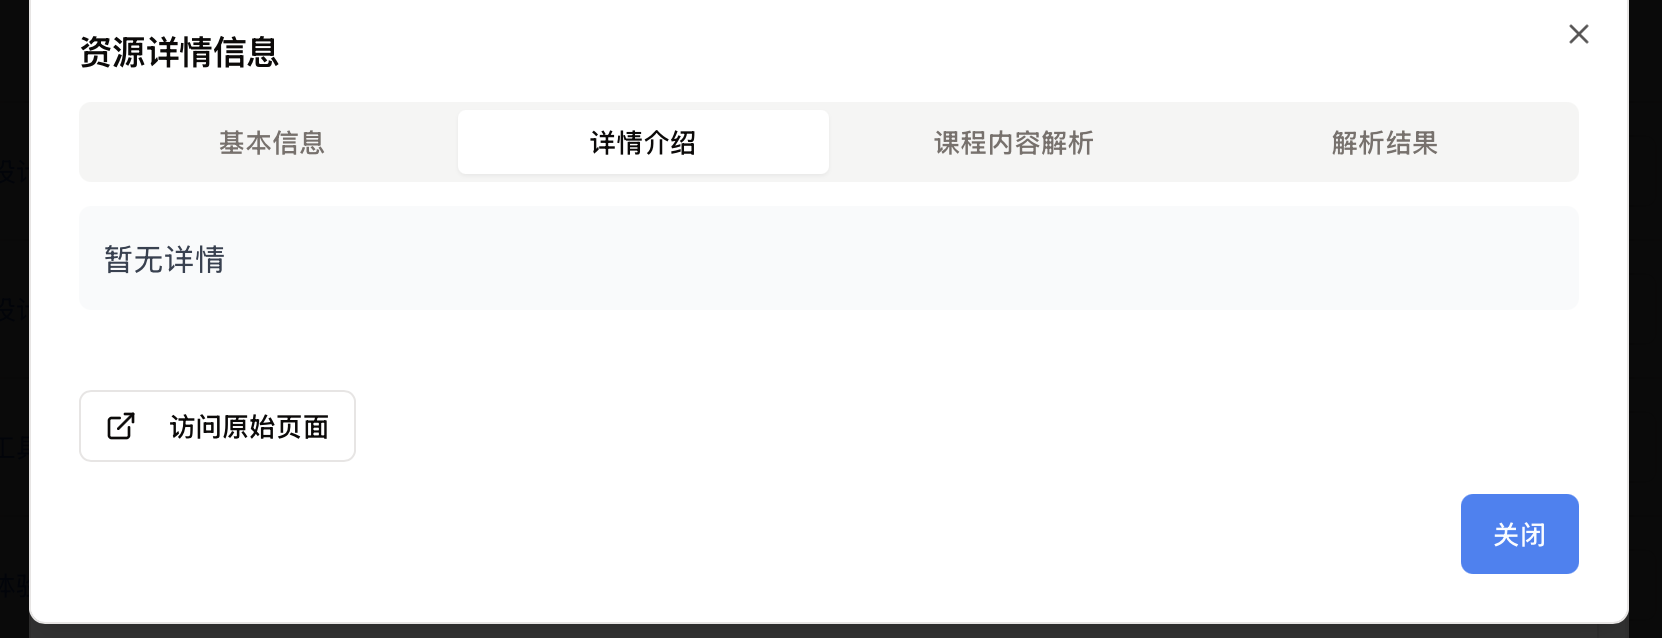 资源详情信息
基本信息 详情介绍 课程内容解析 解析结果
暂无详情
访问原始页面
关闭